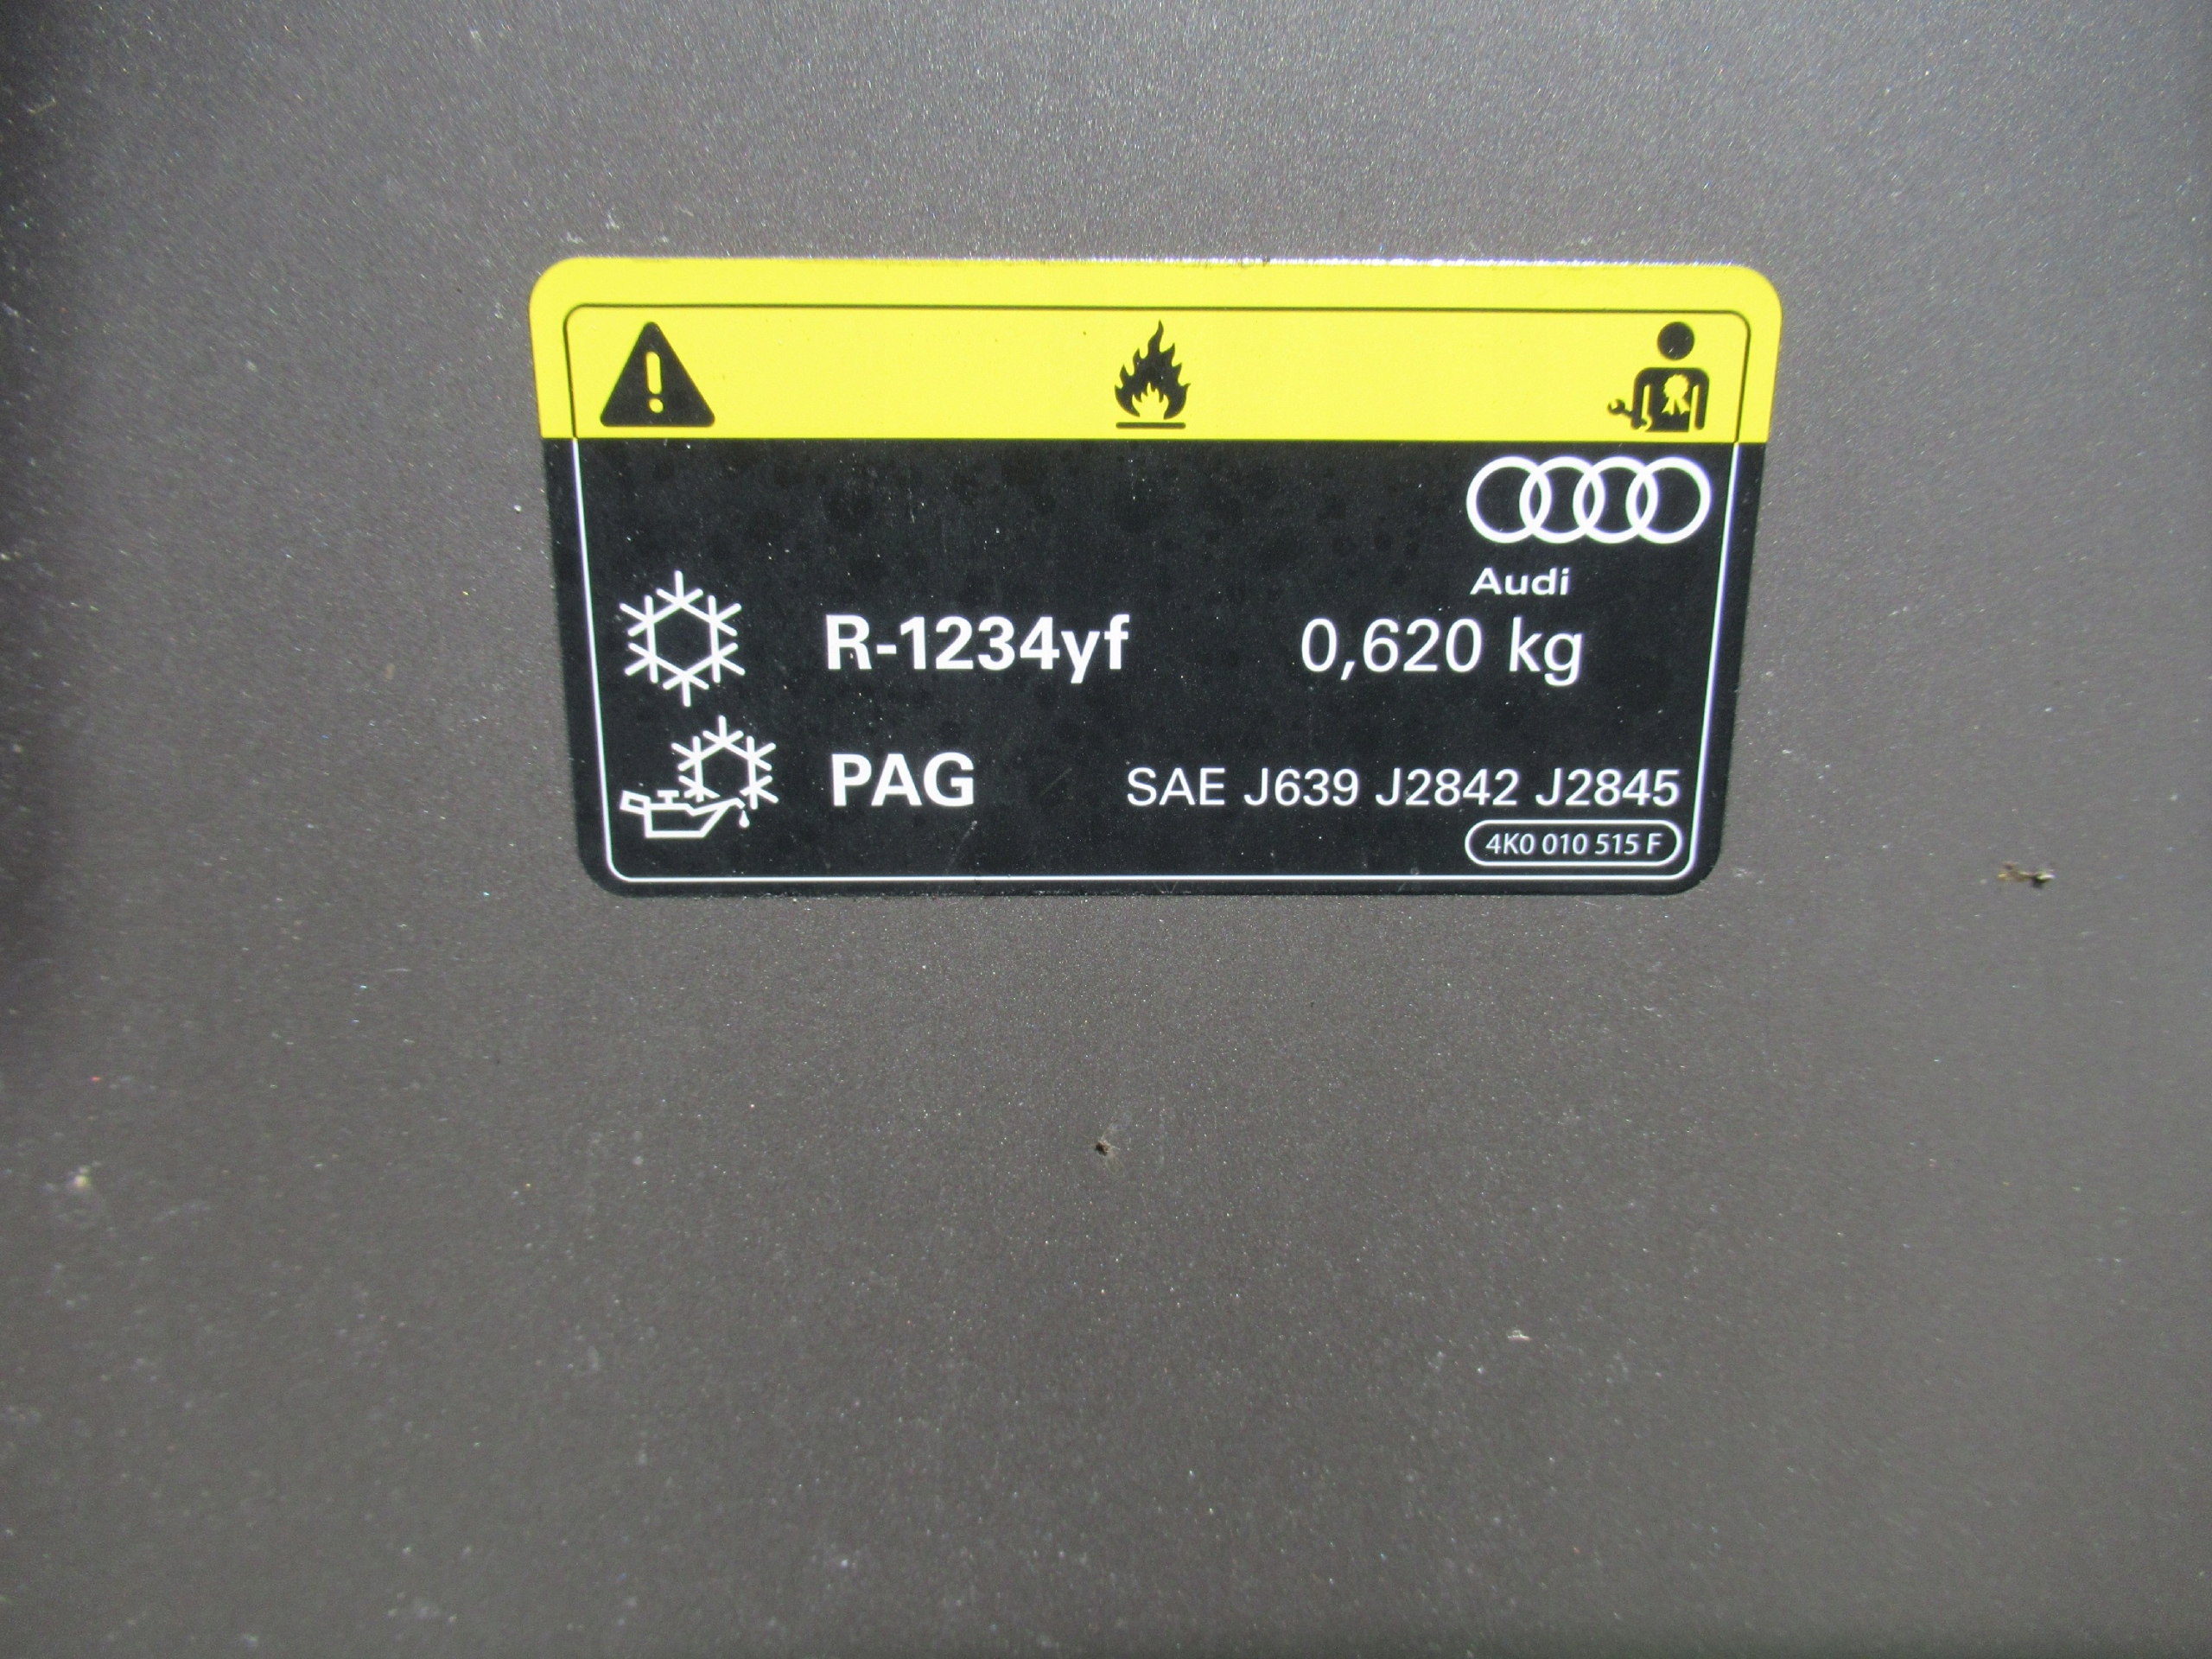 Audi
R-1234yf 0,620 kg
PAG SAE J639 J2842 J2845
4K0 010 515 F